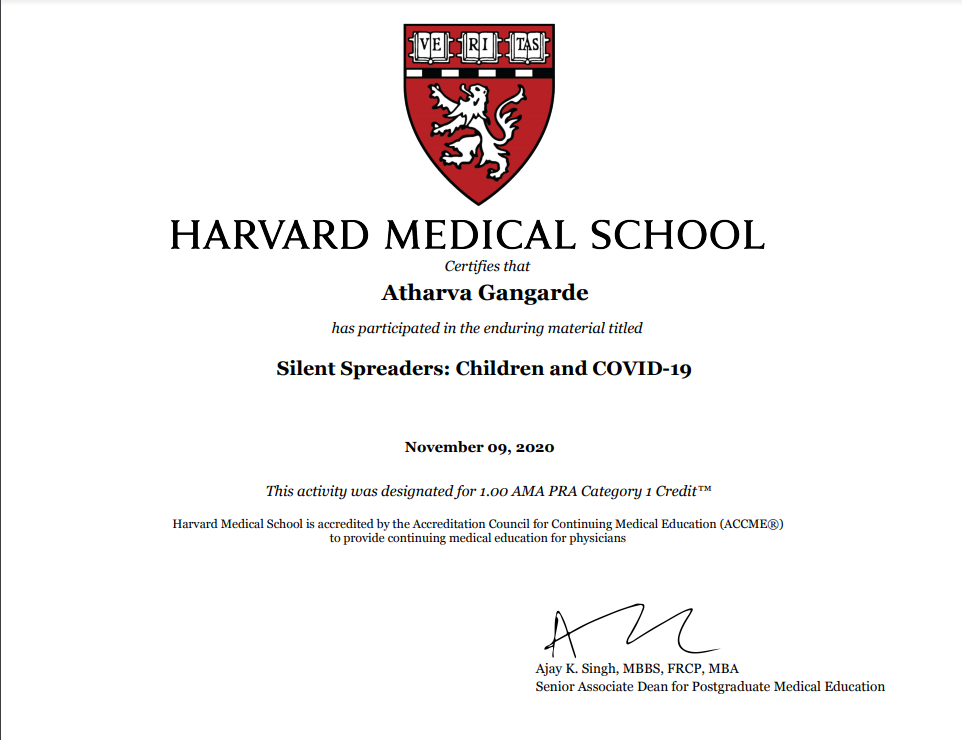 VE RI TAS
HARVARD MEDICAL SCHOOL
Certifies that
Atharva Gangarde
has participated in the enduring material titled
Silent Spreaders: Children and COVID-19
November 09, 2020
This activity was designated for 1.00 AMA PRA Category 1 Credit™
Harvard Medical School is accredited by the Accreditation Council for Continuing Medical Education (ACCME®)
to provide continuing medical education for physicians
Ajay K. Singh, MBBS, FRCP, MBA
Senior Associate Dean for Postgraduate Medical Education